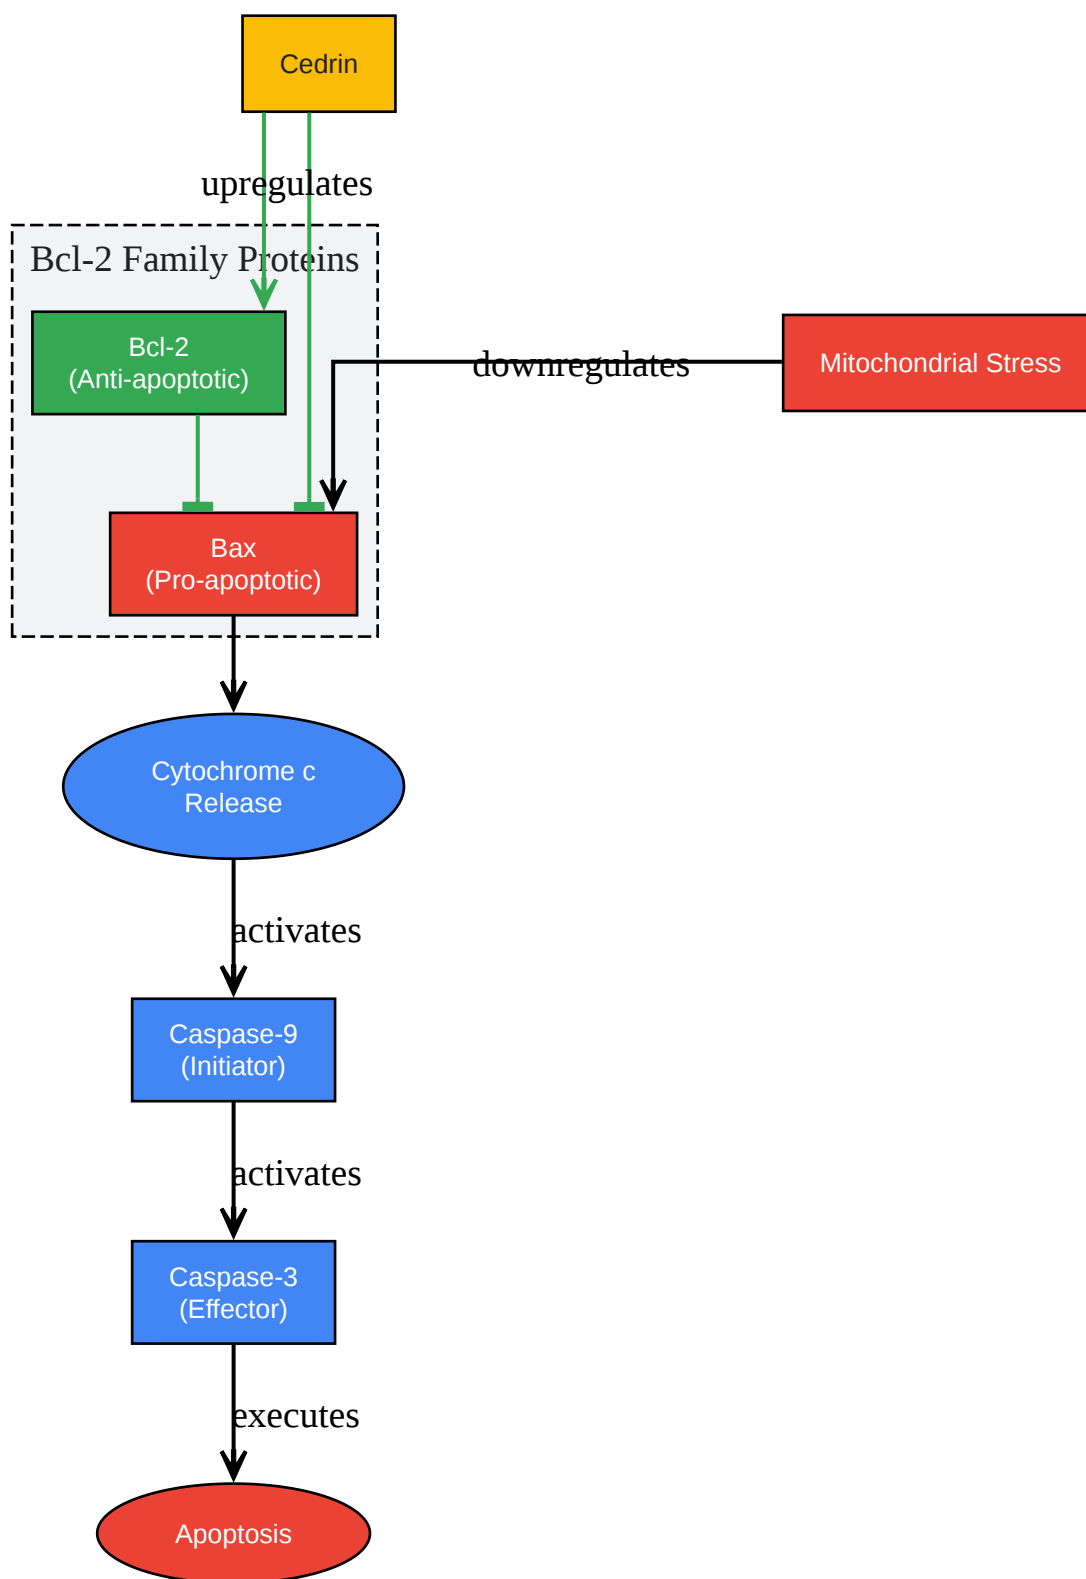 Cedrin
upregulates
Bcl-2 Family Proteins
Bcl-2
(Anti-apoptotic)
downregulates
Mitochondrial Stress
Bax
(Pro-apoptotic)
Cytochrome c
Release
activates
Caspase-9
(Initiator)
activates
Caspase-3
(Effector)
executes
Apoptosis